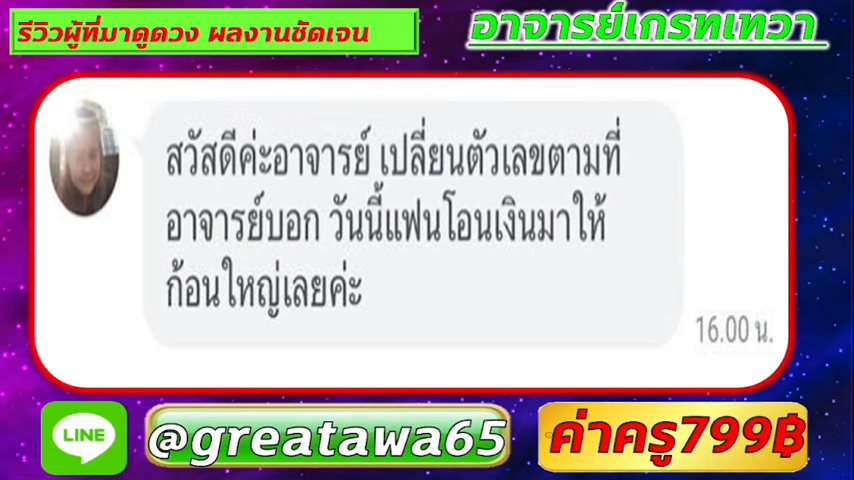 รีวิวผู้ที่มาดูดวง ผลงานชัดเจน
อาจารย์เกรทเทวา
สวัสดีค่ะอาจารย์ เปลี่ยนตัวเลขตามที่
อาจารย์บอก วันนี้แฟนโอนเงินมาให้
ก้อนใหญ่เลยค่ะ
16.00 น.
LINE
@greatawa65
ค่าครู799฿